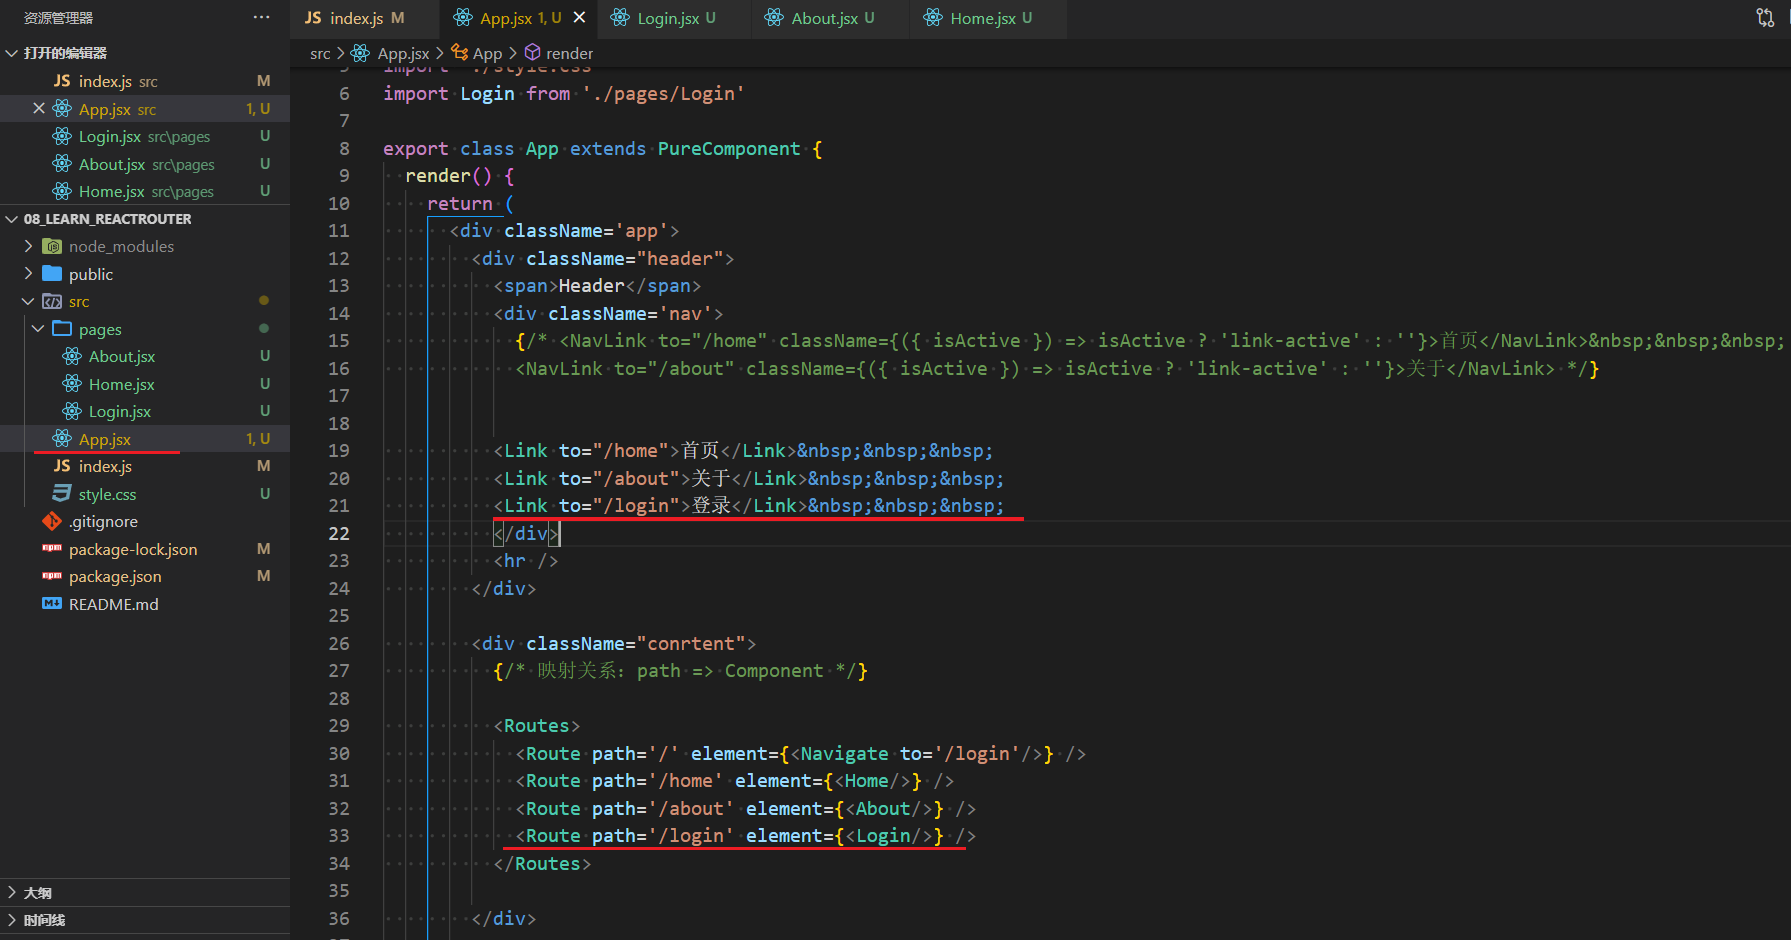 资源管理器 ···
打开的编辑器
JS index.js src M
App.jsx src 1, U
Login.jsx src\pages U
About.jsx src\pages U
Home.jsx src\pages U
08_LEARN_REACTROUTER
node_modules
public
src
pages
About.jsx U
Home.jsx U
Login.jsx U
App.jsx 1, U
JS index.js M
style.css U
.gitignore
package-lock.json M
package.json M
README.md
大纲
时间线
JS index.js M
App.jsx 1, U
Login.jsx U
About.jsx U
Home.jsx U
src > App.jsx > App > render
5 import './style.css'
6 import Login from './pages/Login'
7
8 export class App extends PureComponent {
9 render() {
10 return (
11 <div className='app'>
12 <div className="header">
13 <span>Header</span>
14 <div className='nav'>
15 {/* <NavLink to="/home" className={({ isActive }) => isActive ? 'link-active' : ''}>首页</NavLink>&nbsp;&nbsp;&nbsp;
16 <NavLink to="/about" className={({ isActive }) => isActive ? 'link-active' : ''}>关于</NavLink> */}
17
18
19 <Link to="/home">首页</Link>&nbsp;&nbsp;&nbsp;
20 <Link to="/about">关于</Link>&nbsp;&nbsp;&nbsp;
21 <Link to="/login">登录</Link>&nbsp;&nbsp;&nbsp;
22 </div>
23 <hr />
24 </div>
25
26 <div className="conrtent">
27 {/* 映射关系：path => Component */}
28
29 <Routes>
30 <Route path='/' element={<Navigate to='/login'/>} />
31 <Route path='/home' element={<Home/>} />
32 <Route path='/about' element={<About/>} />
33 <Route path='/login' element={<Login/>} />
34 </Routes>
35
36 </div>